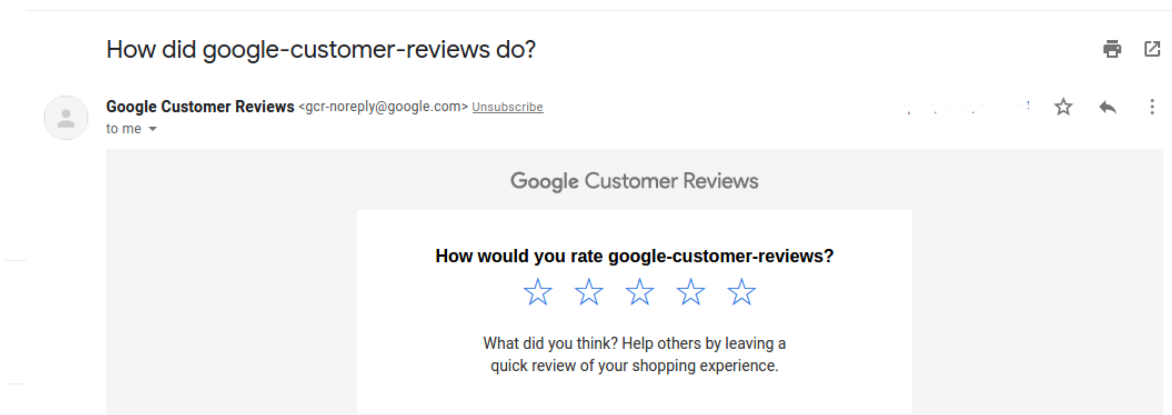 How did google-customer-reviews do?
Google Customer Reviews <gcr-noreply@google.com> Unsubscribe
to me
Google Customer Reviews
How would you rate google-customer-reviews?
What did you think? Help others by leaving a
quick review of your shopping experience.